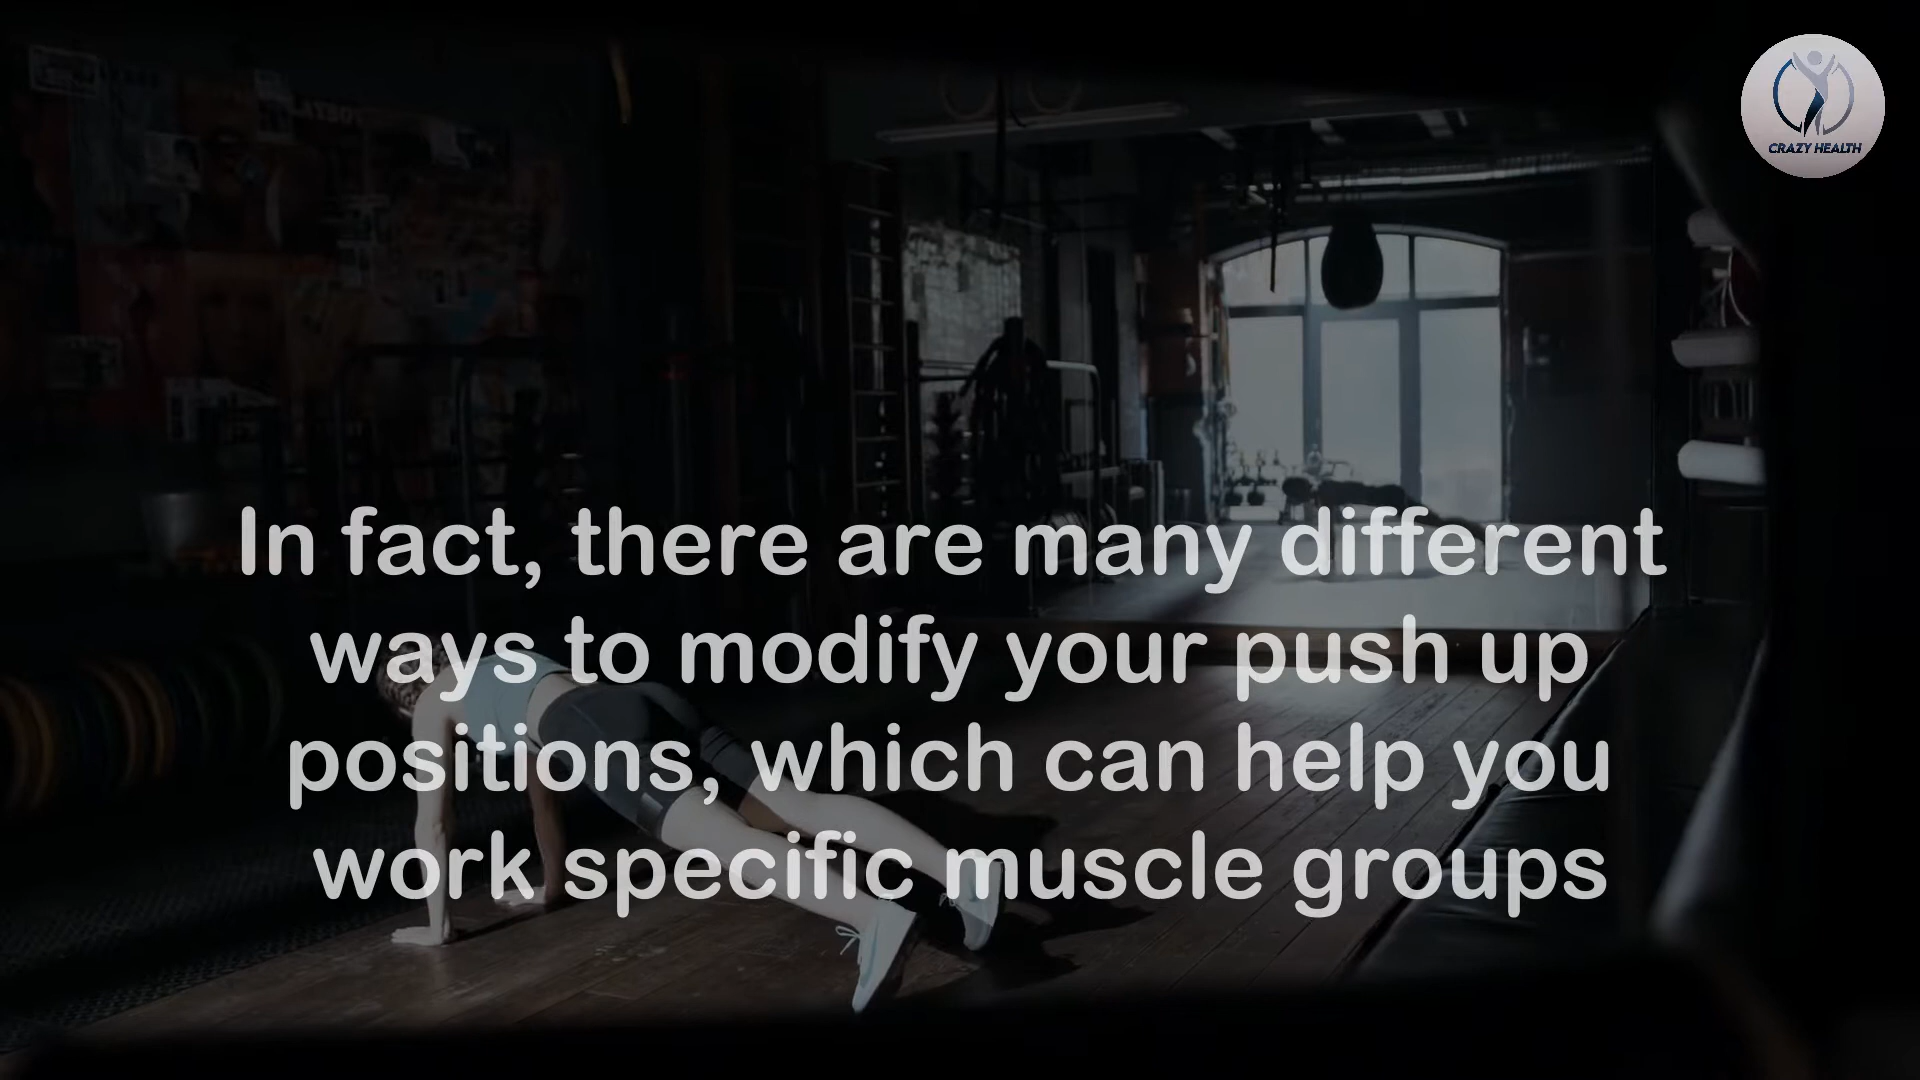 CRAZY HEALTH
In fact, there are many different
ways to modify your push up
positions, which can help you
work specific muscle groups